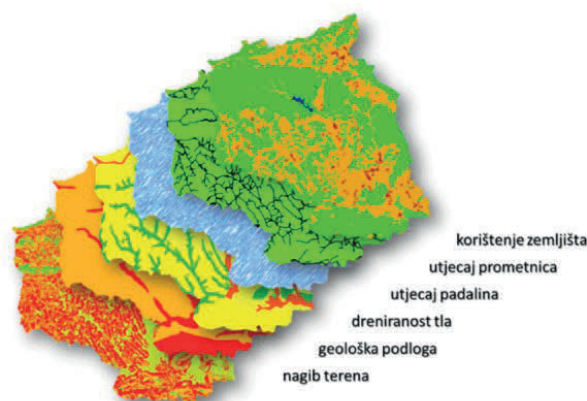 korištenje zemljišta
utjecaj prometnica
utjecaj padalina
dreniranost tla
geološka podloga
nagib terena